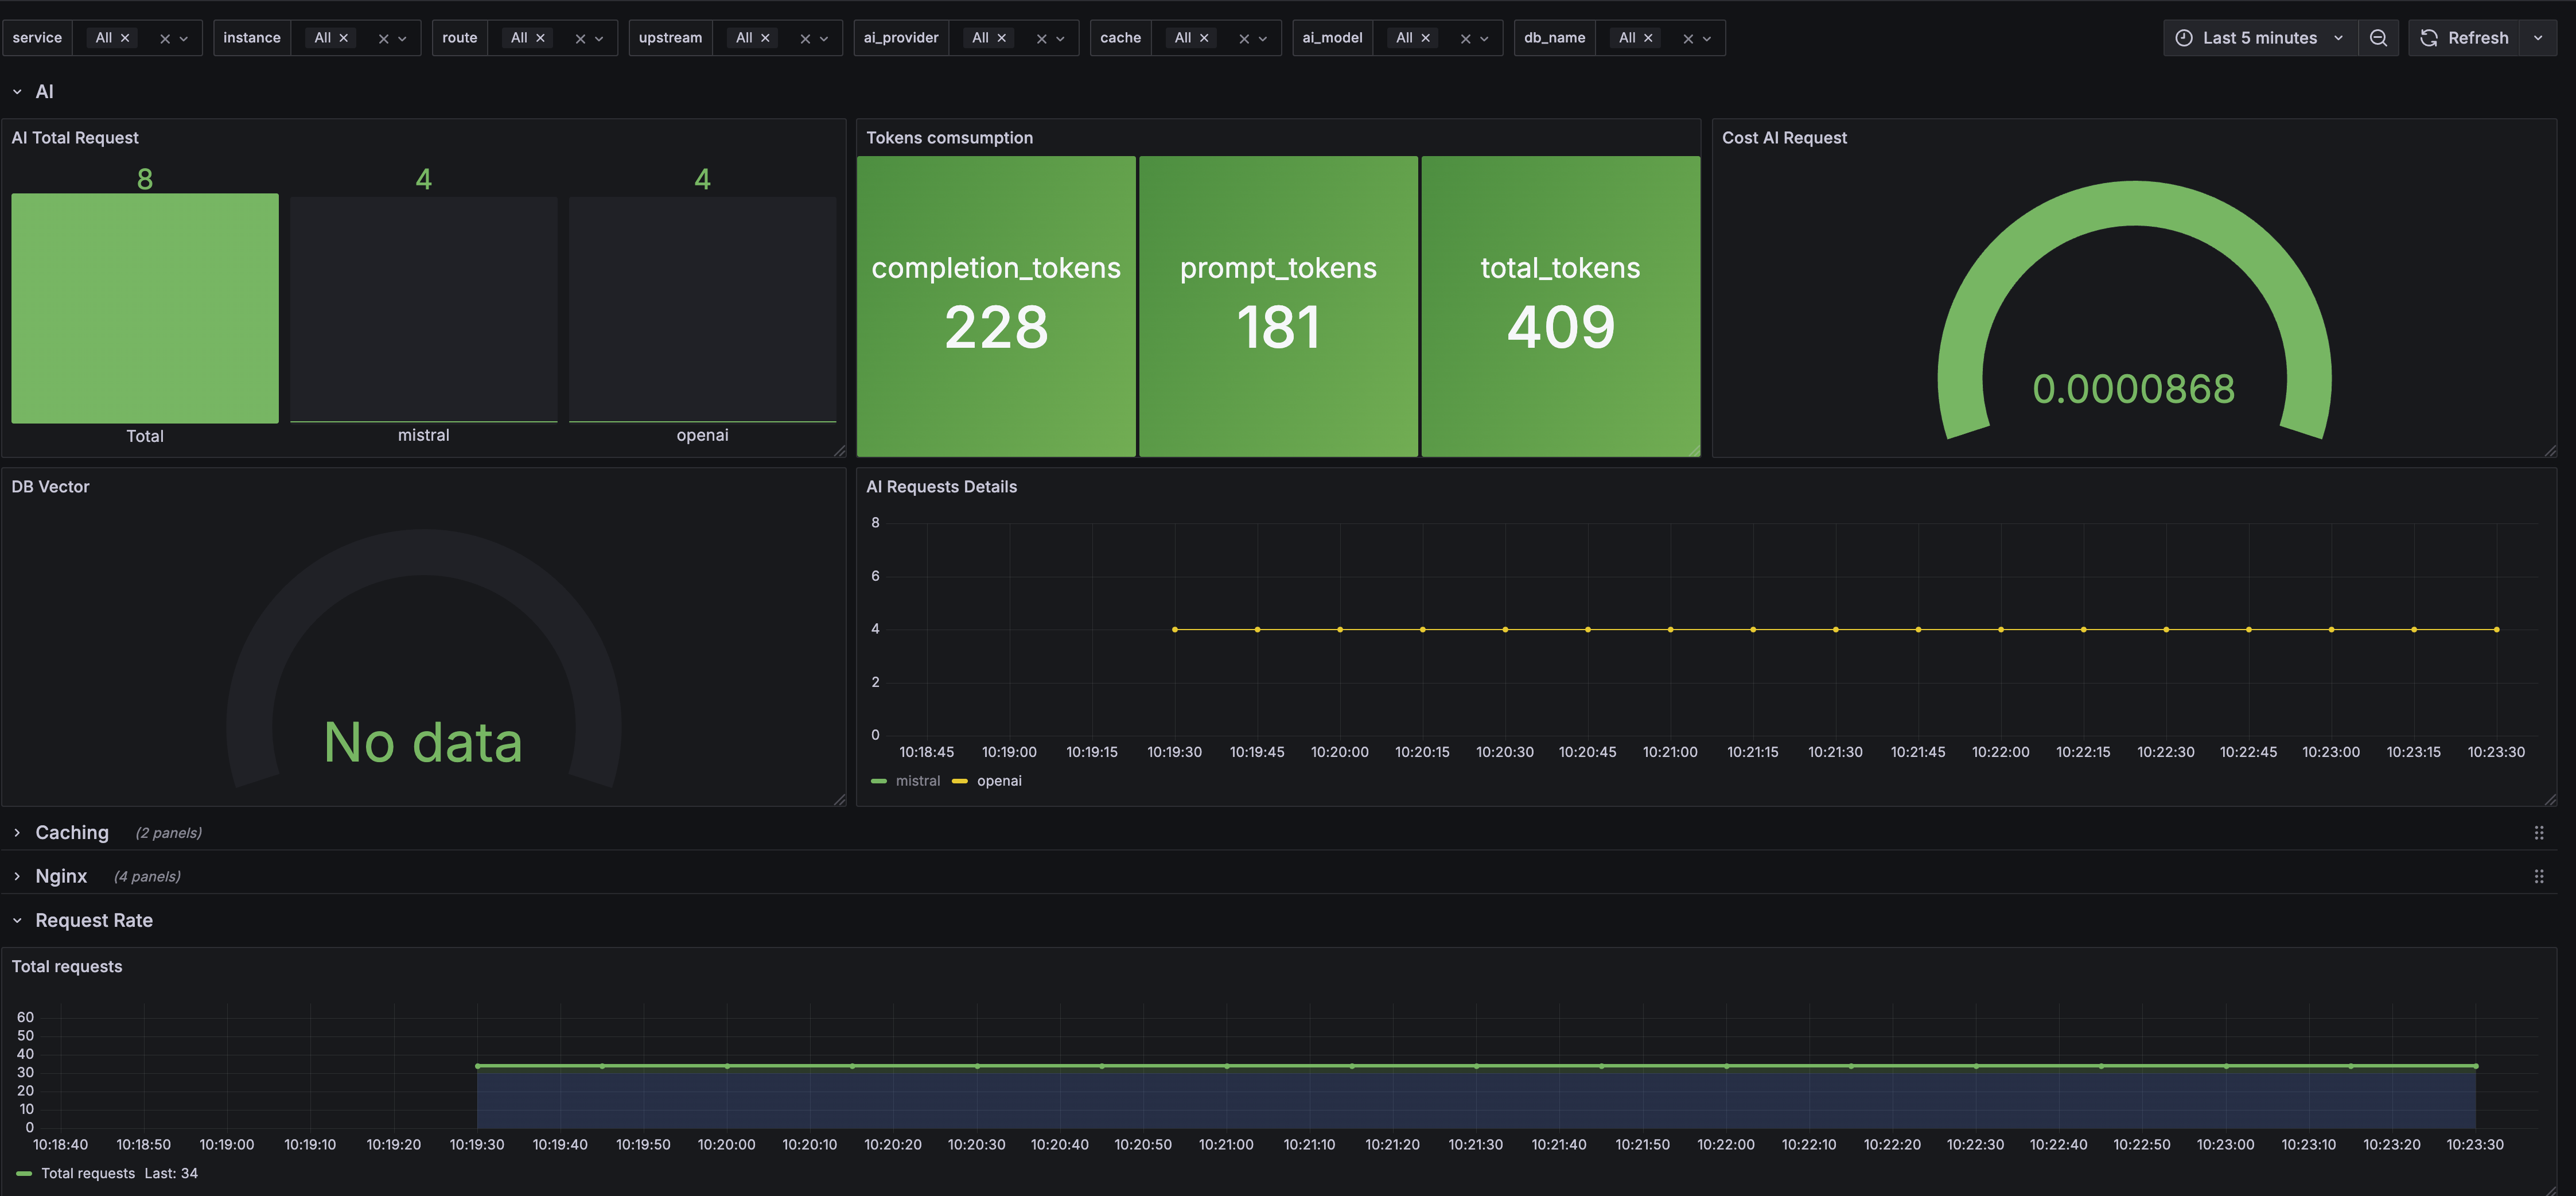 service All instance All route All upstream All ai_provider All cache All ai_model All db_name All Last 5 minutes Refresh
AI
AI Total Request
8 4 4
Total mistral openai
Tokens comsumption
completion_tokens prompt_tokens total_tokens
228 181 409
Cost AI Request
0.0000868
DB Vector
No data
AI Requests Details
8
6
4
2
0
10:18:45 10:19:00 10:19:15 10:19:30 10:19:45 10:20:00 10:20:15 10:20:30 10:20:45 10:21:00 10:21:15 10:21:30 10:21:45 10:22:00 10:22:15 10:22:30 10:22:45 10:23:00 10:23:15 10:23:30
mistral openai
Caching (2 panels)
Nginx (4 panels)
Request Rate
Total requests
60
50
40
30
20
10
0
10:18:40 10:18:50 10:19:00 10:19:10 10:19:20 10:19:30 10:19:40 10:19:50 10:20:00 10:20:10 10:20:20 10:20:30 10:20:40 10:20:50 10:21:00 10:21:10 10:21:20 10:21:30 10:21:40 10:21:50 10:22:00 10:22:10 10:22:20 10:22:30 10:22:40 10:22:50 10:23:00 10:23:10 10:23:20 10:23:30
Total requests Last: 34